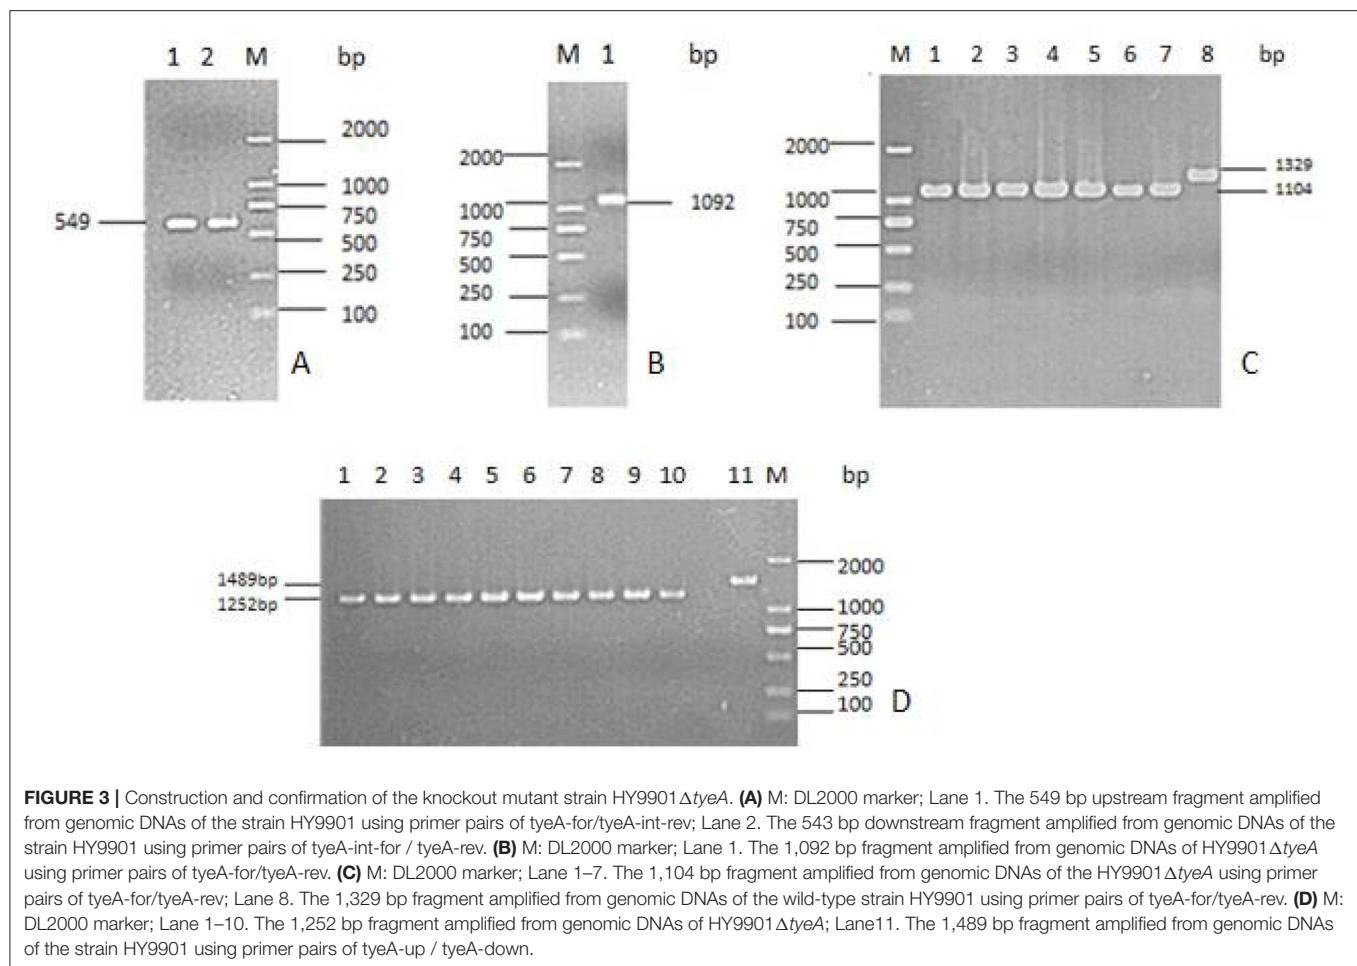 1 2 M bp
2000
1000
750
500
250
100
549
A
M 1 bp
2000
1000
750
500
250
100
1092
B
M 1 2 3 4 5 6 7 8 bp
2000
1000
750
500
250
100
1329
1104
C
1 2 3 4 5 6 7 8 9 10 11 M bp
1489bp
1252bp
2000
1000
750
500
250
100
D
FIGURE 3 | Construction and confirmation of the knockout mutant strain HY9901ΔtyeA. (A) M: DL2000 marker; Lane 1. The 549 bp upstream fragment amplified
from genomic DNAs of the strain HY9901 using primer pairs of tyeA-for/tyeA-int-rev; Lane 2. The 543 bp downstream fragment amplified from genomic DNAs of the
strain HY9901 using primer pairs of tyeA-int-for / tyeA-rev. (B) M: DL2000 marker; Lane 1. The 1,092 bp fragment amplified from genomic DNAs of HY9901ΔtyeA
using primer pairs of tyeA-for/tyeA-rev. (C) M: DL2000 marker; Lane 1–7. The 1,104 bp fragment amplified from genomic DNAs of the HY9901ΔtyeA using primer
pairs of tyeA-for/tyeA-rev; Lane 8. The 1,329 bp fragment amplified from genomic DNAs of the wild-type strain HY9901 using primer pairs of tyeA-for/tyeA-rev. (D) M:
DL2000 marker; Lane 1–10. The 1,252 bp fragment amplified from genomic DNAs of HY9901ΔtyeA; Lane11. The 1,489 bp fragment amplified from genomic DNAs
of the strain HY9901 using primer pairs of tyeA-up / tyeA-down.